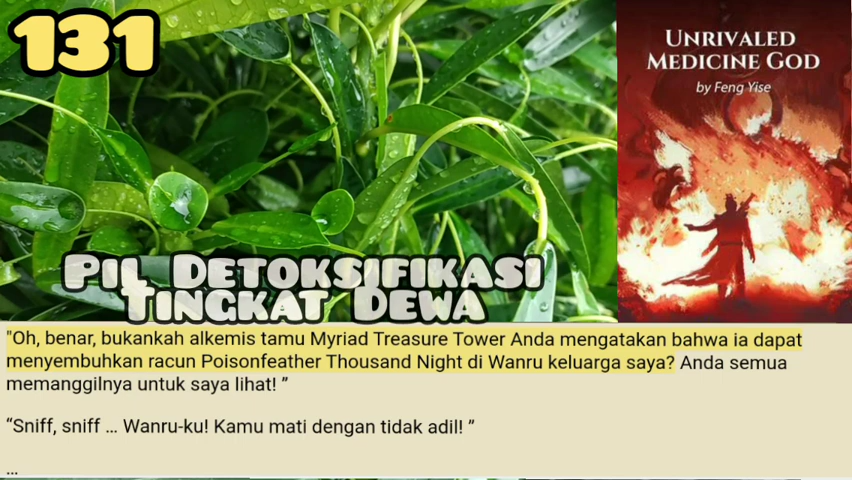 131
UNRIVALED
MEDICINE GOD
by Feng Yise
PIL DETOKSIFIKASI
TINGKAT DEWA
"Oh, benar, bukankah alkemis tamu Myriad Treasure Tower Anda mengatakan bahwa ia dapat
menyembuhkan racun Poisonfeather Thousand Night di Wanru keluarga saya? Anda semua
memanggilnya untuk saya lihat! ”
“Sniff, sniff … Wanru-ku! Kamu mati dengan tidak adil! ”
…